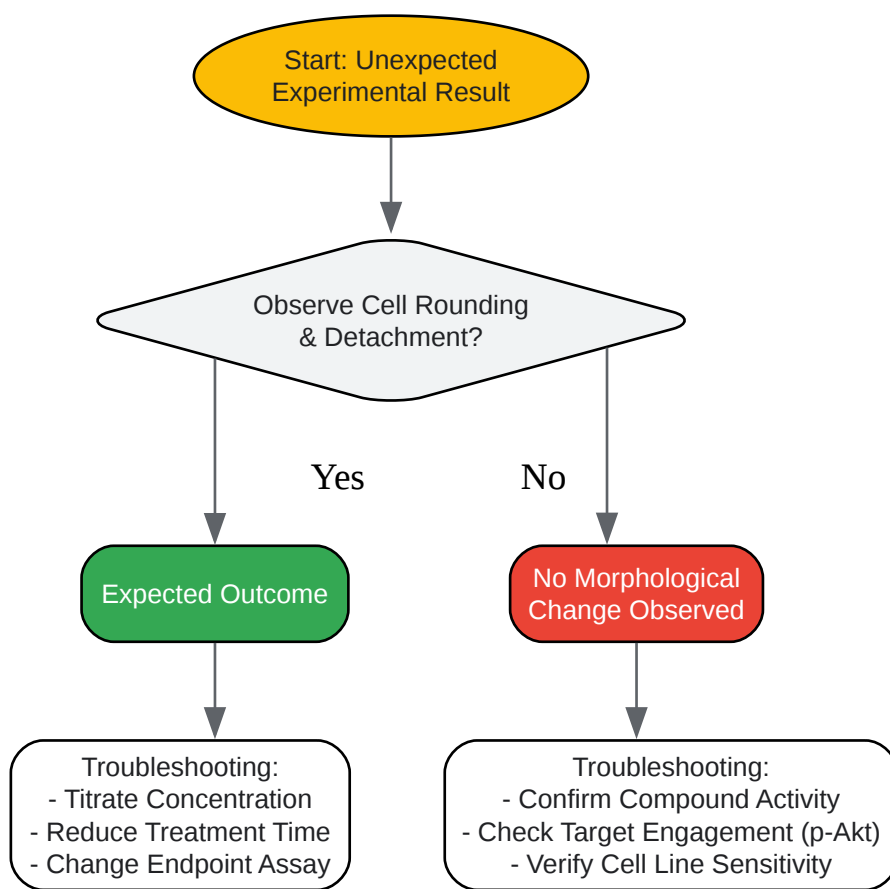 Start: Unexpected
Experimental Result
Observe Cell Rounding
& Detachment?
Yes
No
Expected Outcome
No Morphological
Change Observed
Troubleshooting:
- Titrate Concentration
- Reduce Treatment Time
- Change Endpoint Assay
Troubleshooting:
- Confirm Compound Activity
- Check Target Engagement (p-Akt)
- Verify Cell Line Sensitivity